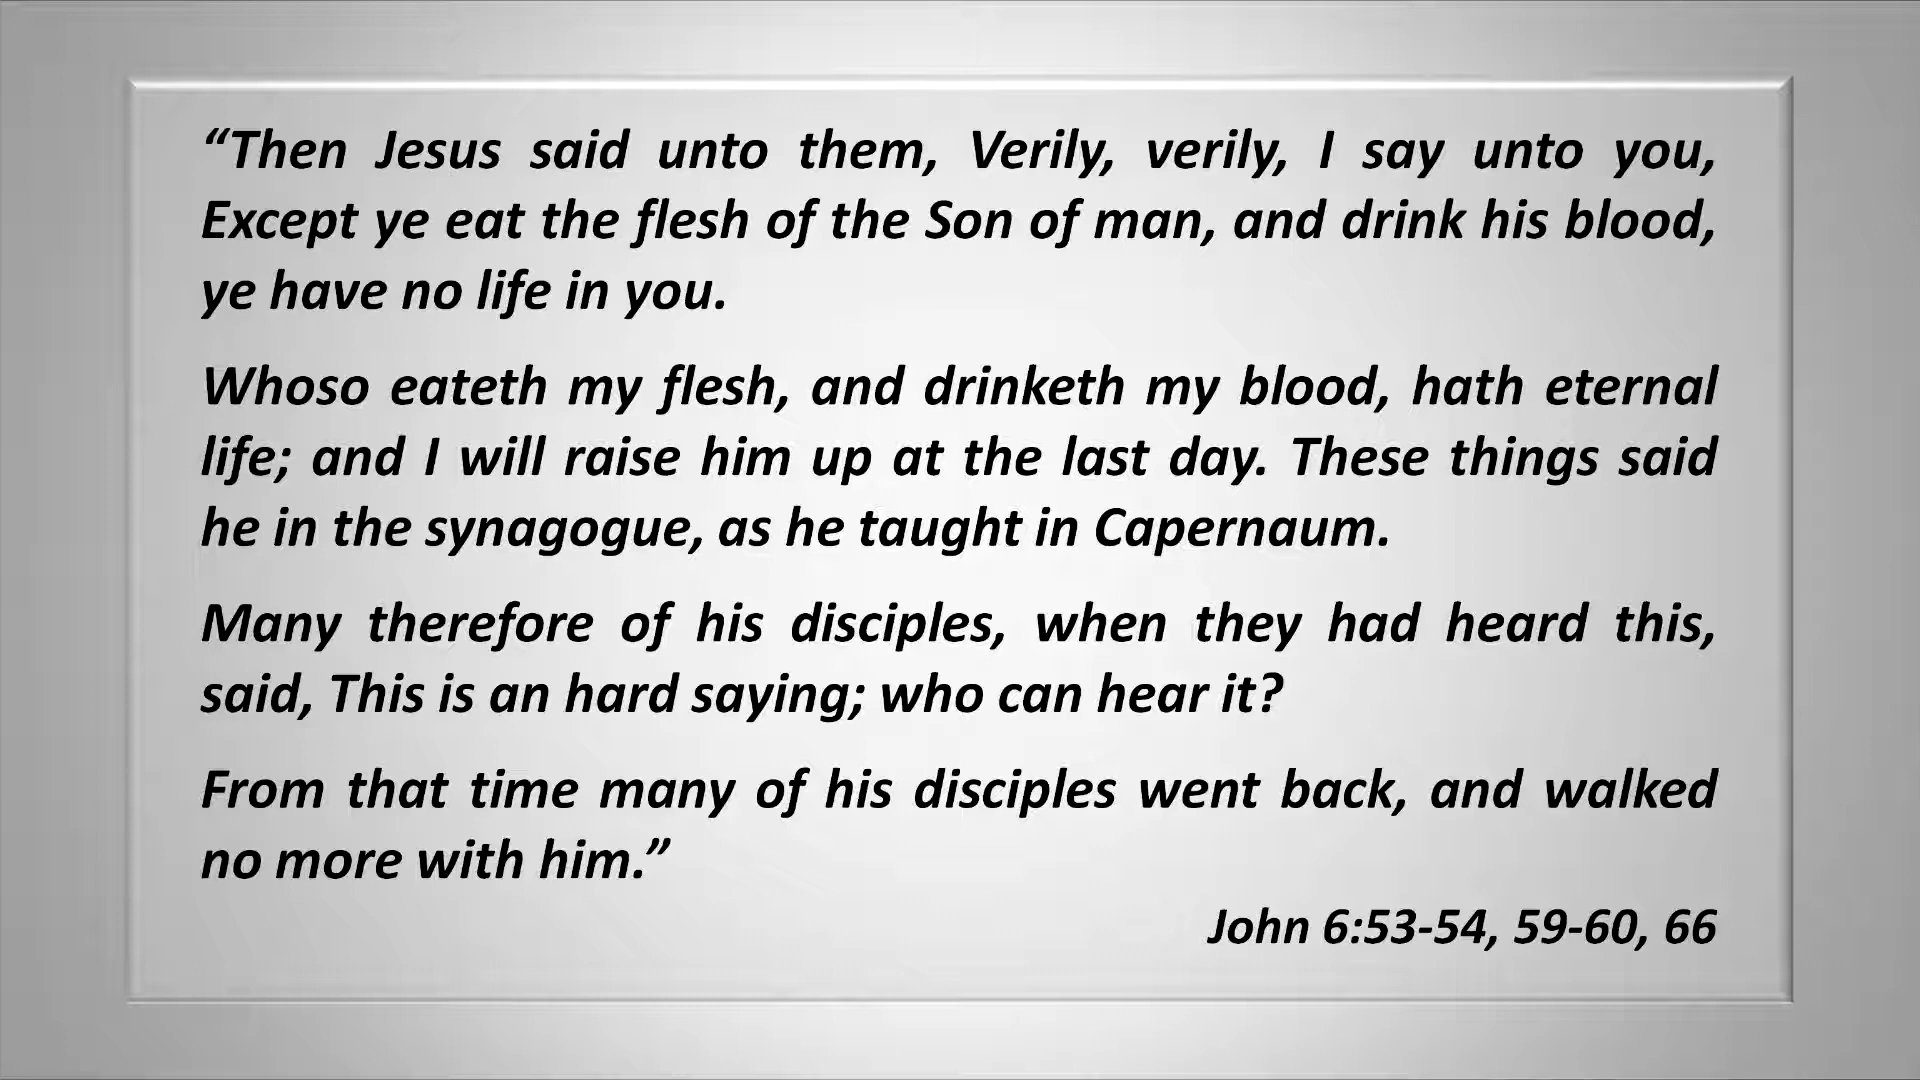 “Then Jesus said unto them, Verily, verily, I say unto you,
Except ye eat the flesh of the Son of man, and drink his blood,
ye have no life in you.
Whoso eateth my flesh, and drinketh my blood, hath eternal
life; and I will raise him up at the last day. These things said
he in the synagogue, as he taught in Capernaum.
Many therefore of his disciples, when they had heard this,
said, This is an hard saying; who can hear it?
From that time many of his disciples went back, and walked
no more with him.”
John 6:53-54, 59-60, 66